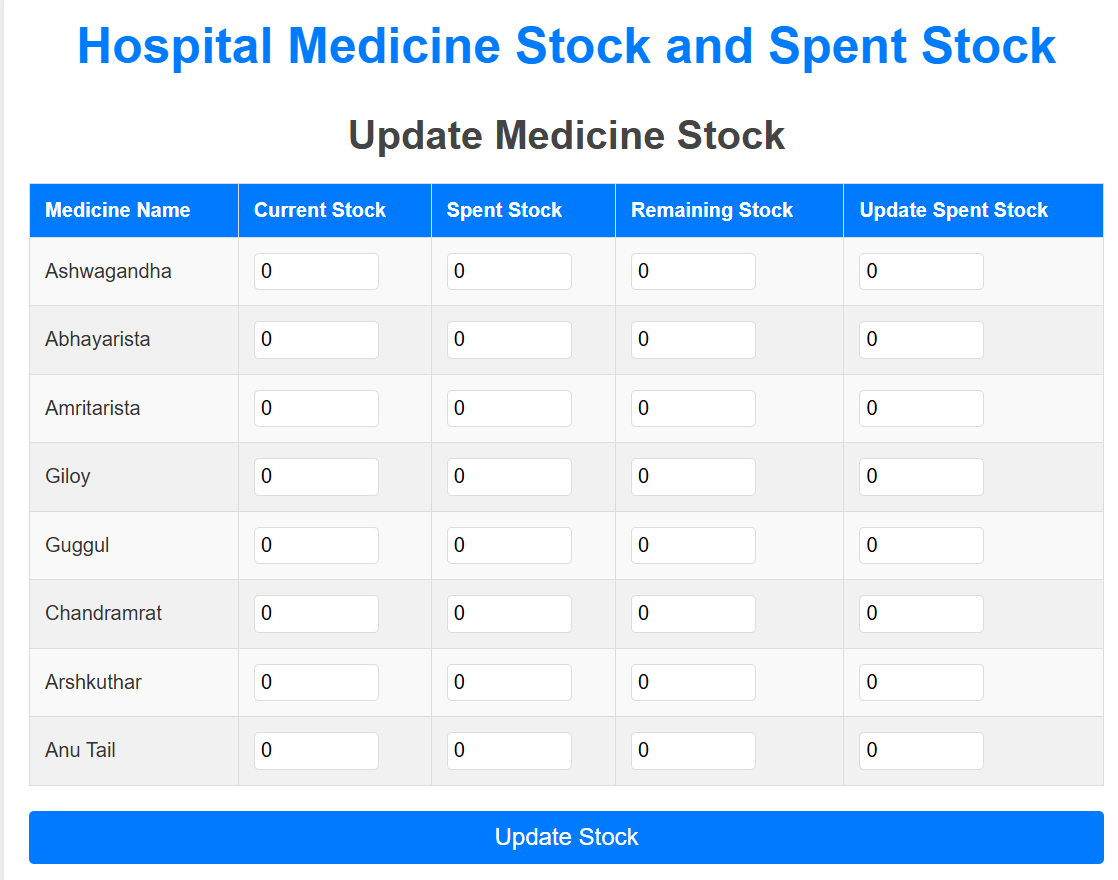 Hospital Medicine Stock and Spent Stock
Update Medicine Stock
Medicine Name Current Stock Spent Stock Remaining Stock Update Spent Stock
Ashwagandha 0 0 0 0
Abhayarista 0 0 0 0
Amritarista 0 0 0 0
Giloy 0 0 0 0
Guggul 0 0 0 0
Chandramrat 0 0 0 0
Arshkuthar 0 0 0 0
Anu Tail 0 0 0 0
Update Stock